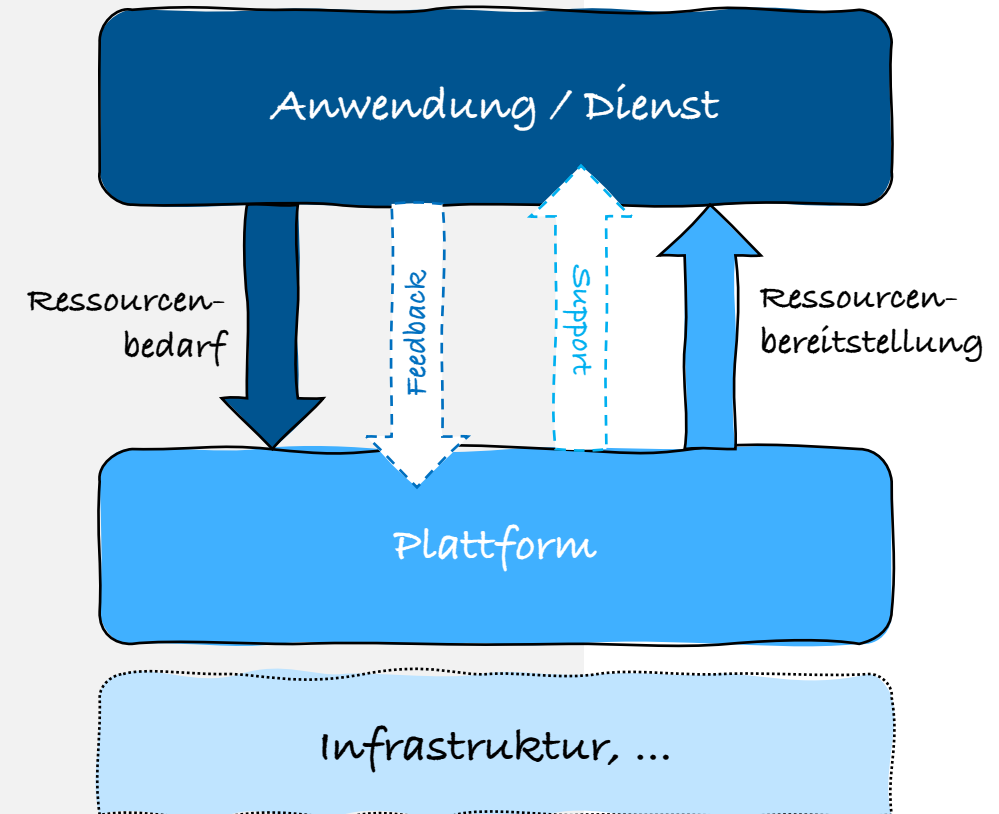 Anwendung / Dienst
Ressourcen-
bedarf
Feedback
Support
Ressourcen-
bereitstellung
Plattform
Infrastruktur, ...